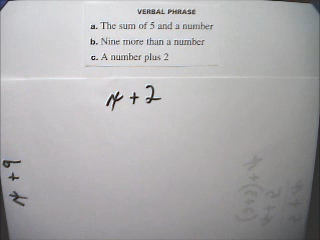 VERBAL PHRASE
a. The sum of 5 and a number
b. Nine more than a number
c. A number plus 2
n + 2
n + 9